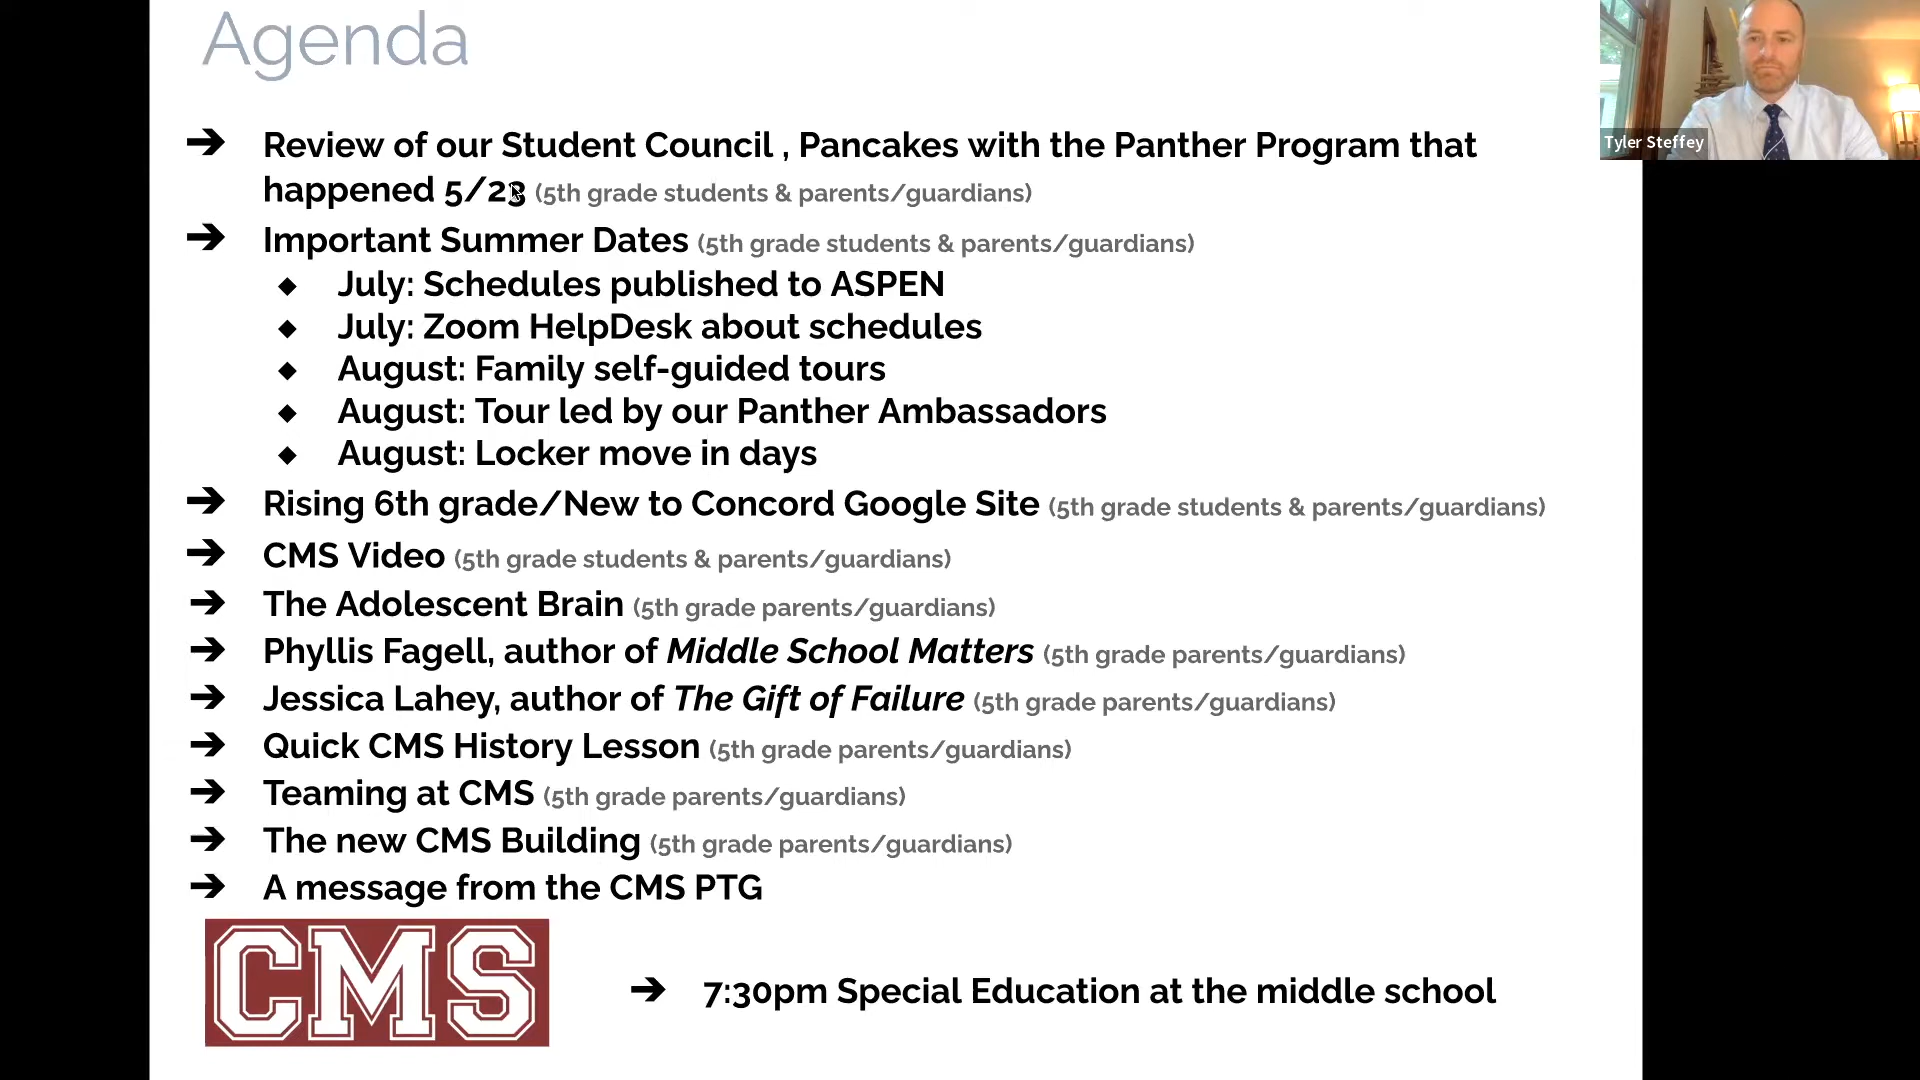 Agenda
Tyler Steffey
➔ Review of our Student Council , Pancakes with the Panther Program that
happened 5/23 (5th grade students & parents/guardians)
➔ Important Summer Dates (5th grade students & parents/guardians)
◆ July: Schedules published to ASPEN
◆ July: Zoom HelpDesk about schedules
◆ August: Family self-guided tours
◆ August: Tour led by our Panther Ambassadors
◆ August: Locker move in days
➔ Rising 6th grade/New to Concord Google Site (5th grade students & parents/guardians)
➔ CMS Video (5th grade students & parents/guardians)
➔ The Adolescent Brain (5th grade parents/guardians)
➔ Phyllis Fagell, author of Middle School Matters (5th grade parents/guardians)
➔ Jessica Lahey, author of The Gift of Failure (5th grade parents/guardians)
➔ Quick CMS History Lesson (5th grade parents/guardians)
➔ Teaming at CMS (5th grade parents/guardians)
➔ The new CMS Building (5th grade parents/guardians)
➔ A message from the CMS PTG
CMS
➔ 7:30pm Special Education at the middle school